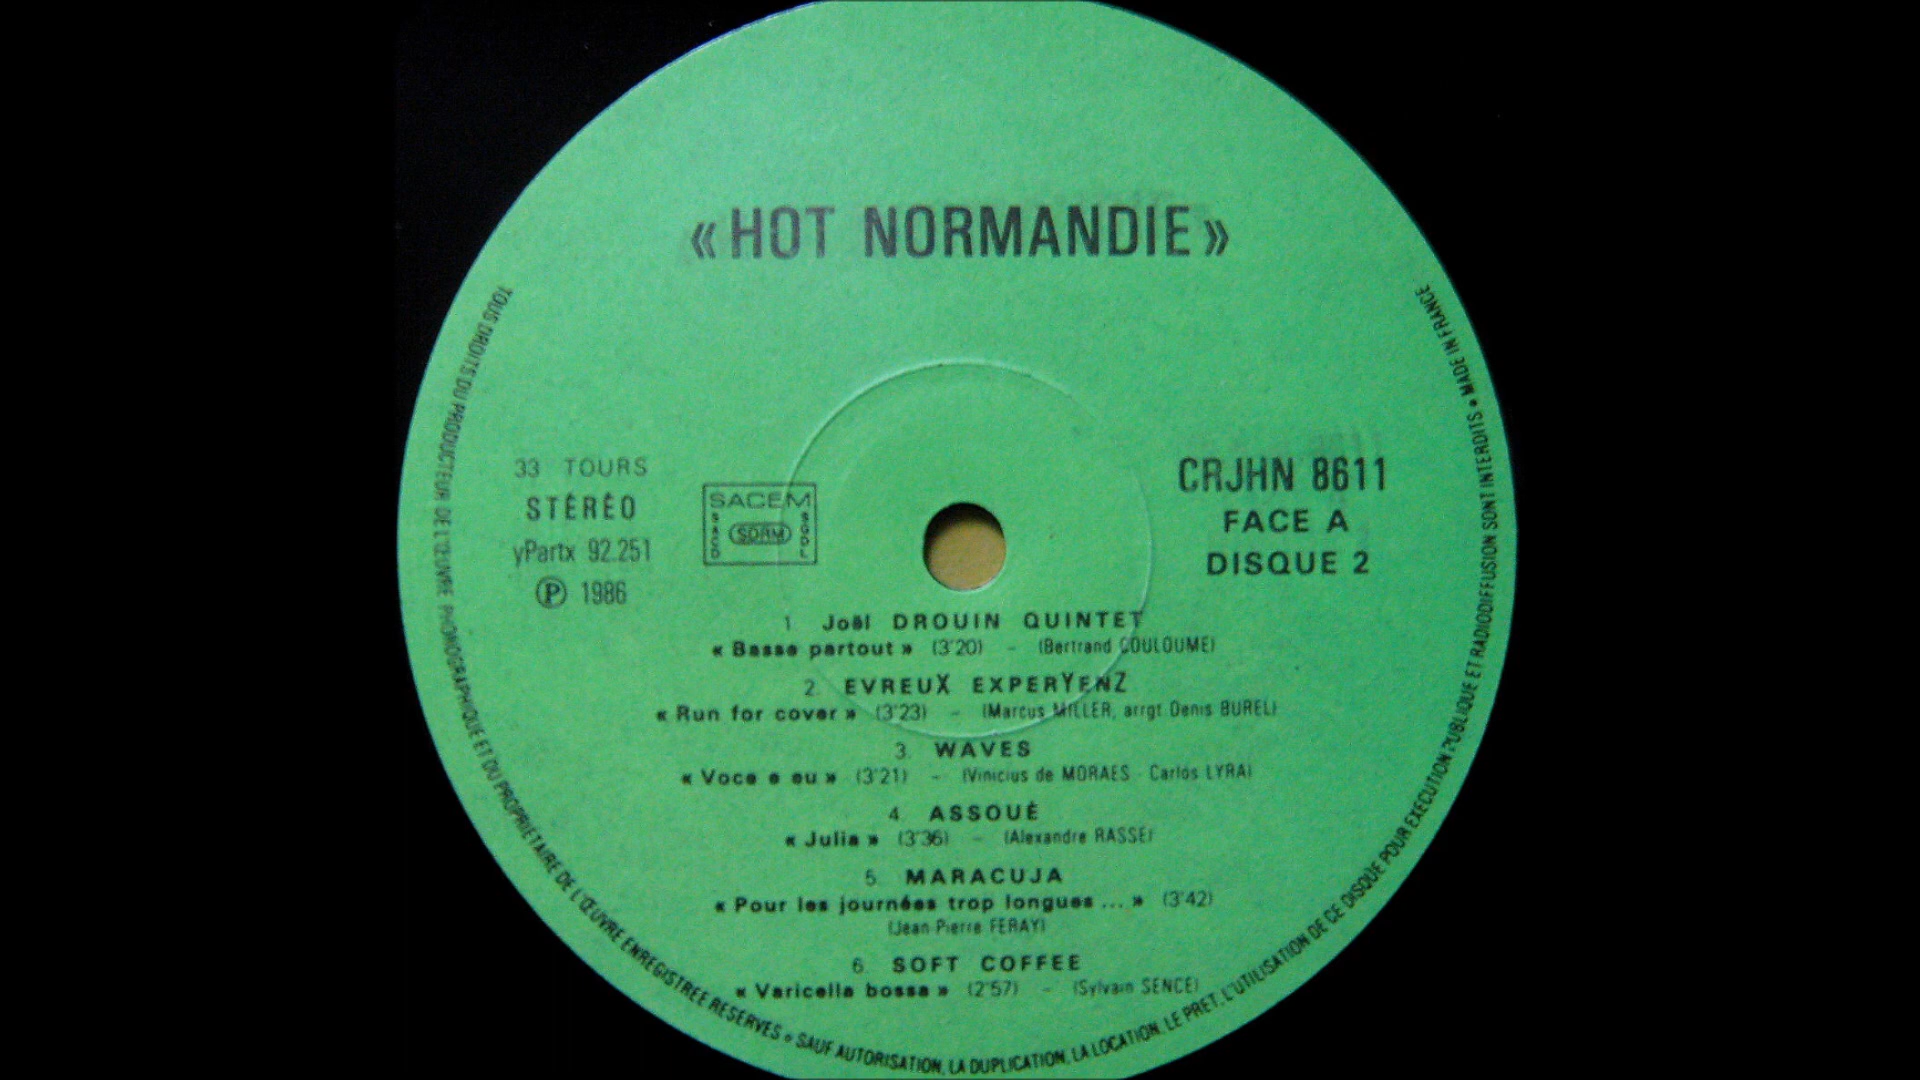 « HOT NORMANDIE »
33 TOURS
STÉRÉO
yPartx 92.251
Ⓟ 1986
SACEM
SACD
SDRM
SGDL
CRJHN 8611
FACE A
DISQUE 2
1. Joël DROUIN QUINTET
« Basse partout » (3'20) - (Bertrand COULOUME)
2. EVREUX EXPERYENZ
« Run for cover » (3'23) - (Marcus MILLER, arrgt Denis BUREL)
3. WAVES
« Voce e eu » (3'21) - (Vinicius de MORAES - Carlos LYRA)
4. ASSOUÉ
« Julia » (3'36) - (Alexandre RASSE)
5. MARACUJA
« Pour les journées trop longues ... » (3'42)
(Jean-Pierre FERAY)
6. SOFT COFFEE
« Varicella bossa » (2'57) - (Sylvain SENCE)
TOUS DROITS DU PRODUCTEUR DE L'ŒUVRE PHONOGRAPHIQUE ET DU PROPRIETAIRE DE L'ŒUVRE ENREGISTREE RESERVES • SAUF AUTORISATION, LA DUPLICATION, LA LOCATION, LE PRET, L'UTILISATION DE CE DISQUE POUR EXECUTION PUBLIQUE ET RADIODIFFUSION SONT INTERDITS • MADE IN FRANCE